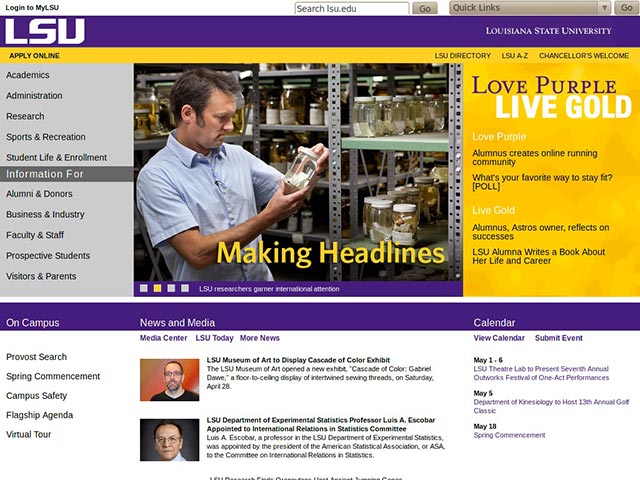 Login to MyLSU
Search lsu.edu
Go
Quick Links
Go
LSU
LOUISIANA STATE UNIVERSITY
APPLY ONLINE
LSU DIRECTORY
LSU A-Z
CHANCELLOR'S WELCOME
Academics
Administration
Research
Sports & Recreation
Student Life & Enrollment
Information For
Alumni & Donors
Business & Industry
Faculty & Staff
Prospective Students
Visitors & Parents
Making Headlines
LSU researchers garner international attention
LOVE PURPLE
LIVE GOLD
Love Purple
Alumnus creates online running
community
What's your favorite way to stay fit?
[POLL]
Live Gold
Alumnus, Astros owner, reflects on
successes
LSU Alumna Writes a Book About
Her Life and Career
On Campus
Provost Search
Spring Commencement
Campus Safety
Flagship Agenda
Virtual Tour
News and Media
Media Center
LSU Today
More News
LSU Museum of Art to Display Cascade of Color Exhibit
The LSU Museum of Art opened a new exhibit, "Cascade of Color: Gabriel
Dawe," a floor-to-ceiling display of intertwined sewing threads, on Saturday,
April 28.
LSU Department of Experimental Statistics Professor Luis A. Escobar
Appointed to International Relations in Statistics Committee
Luis A. Escobar, a professor in the LSU Department of Experimental Statistics,
was appointed by the president of the American Statistical Association, or ASA,
to the Committee on International Relations in Statistics.
LSU Research Finds Orangutans Host Ancient Jumping Genes
Calendar
View Calendar
Submit Event
May 1 - 6
LSU Theatre Lab to Present Seventh Annual
Outworks Festival of One-Act Performances
May 5
Department of Kinesiology to Host 13th Annual Golf
Classic
May 18
Spring Commencement